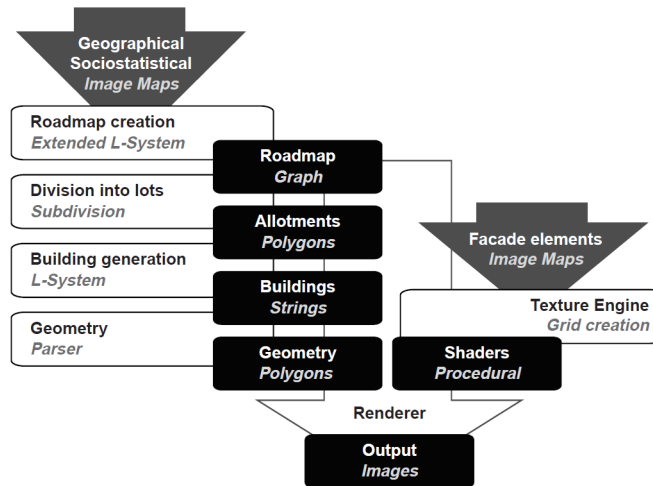 Geographical
Sociostatistical
Image Maps
Roadmap creation
Extended L-System
Roadmap
Graph
Division into lots
Subdivision
Allotments
Polygons
Facade elements
Image Maps
Building generation
L-System
Buildings
Strings
Texture Engine
Grid creation
Geometry
Parser
Geometry
Polygons
Shaders
Procedural
Renderer
Output
Images